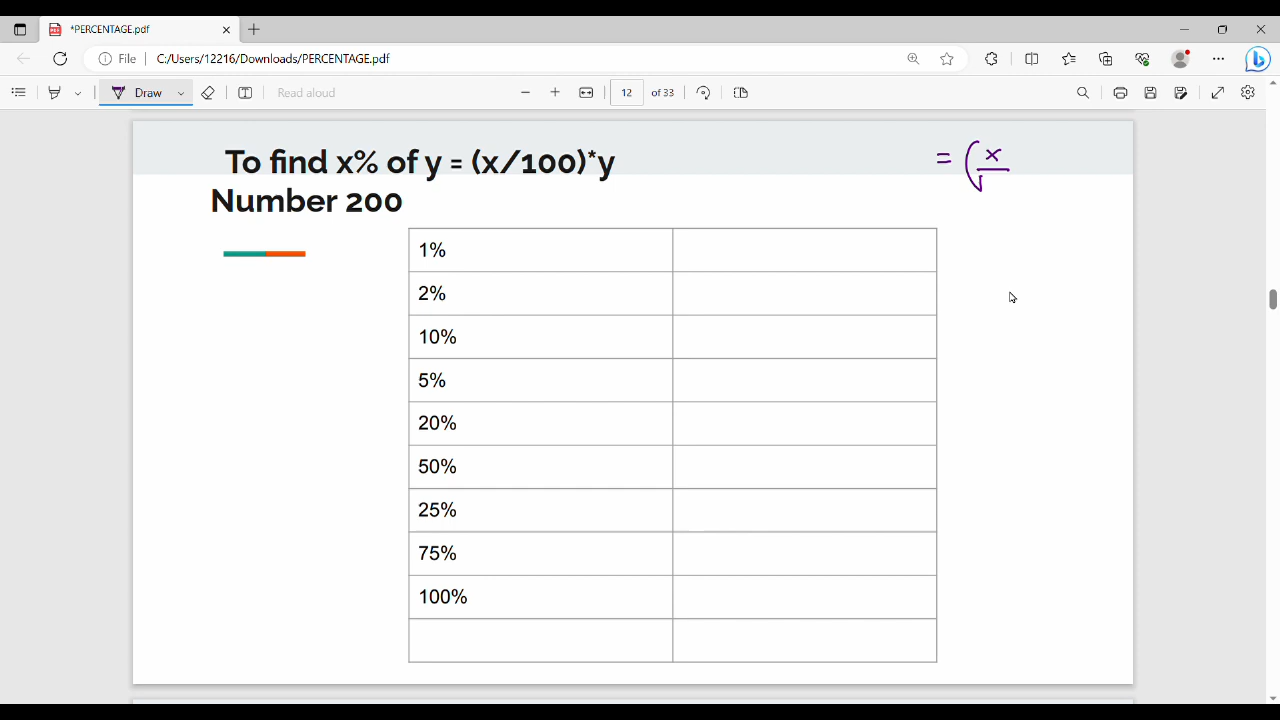 *PERCENTAGE.pdf
File C:/Users/12216/Downloads/PERCENTAGE.pdf
Draw Read aloud 12 of 33
To find x% of y = (x/100)*y = (x
Number 200
1%
2%
10%
5%
20%
50%
25%
75%
100%